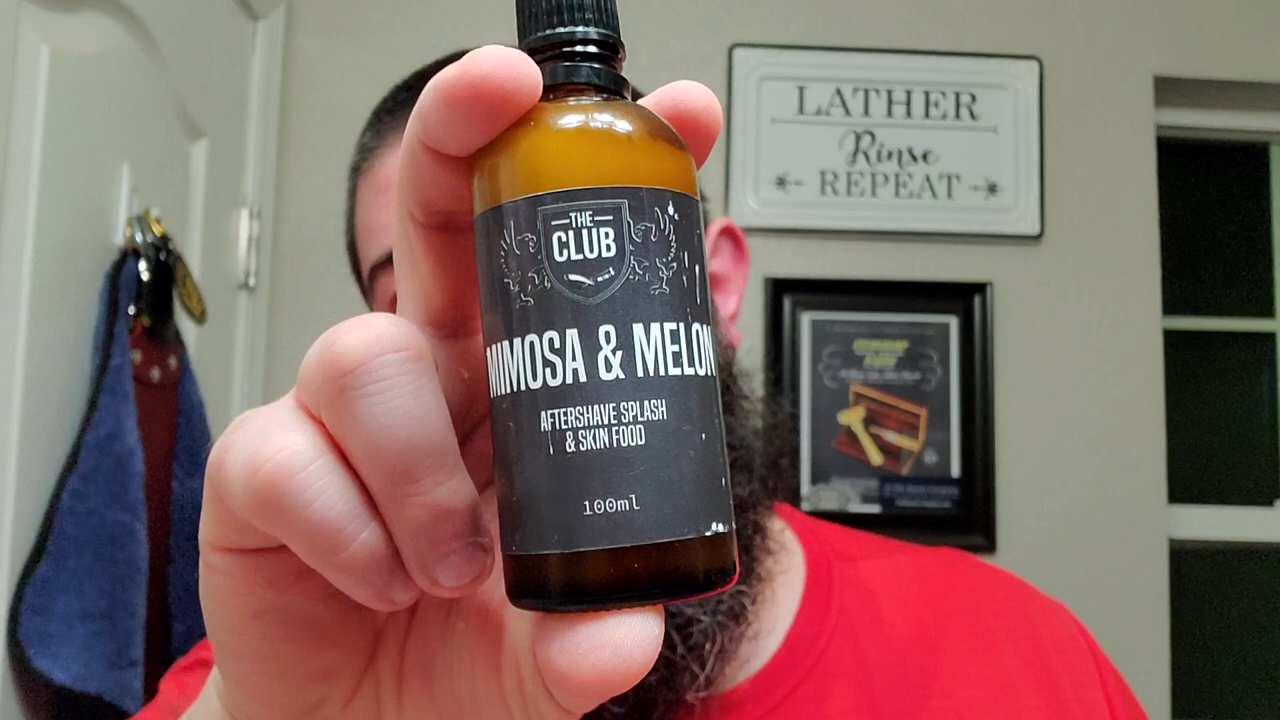 THE
CLUB
MIMOSA & MELON
AFTERSHAVE SPLASH
& SKIN FOOD
100ml
LATHER
Rinse
REPEAT